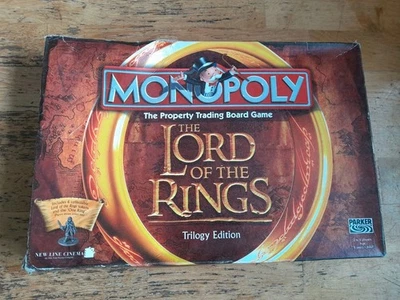 MONOPOLY
The Property Trading Board Game
THE
LORD
OF THE
RINGS
Trilogy Edition
NEW LINE CINEMA
PARKER